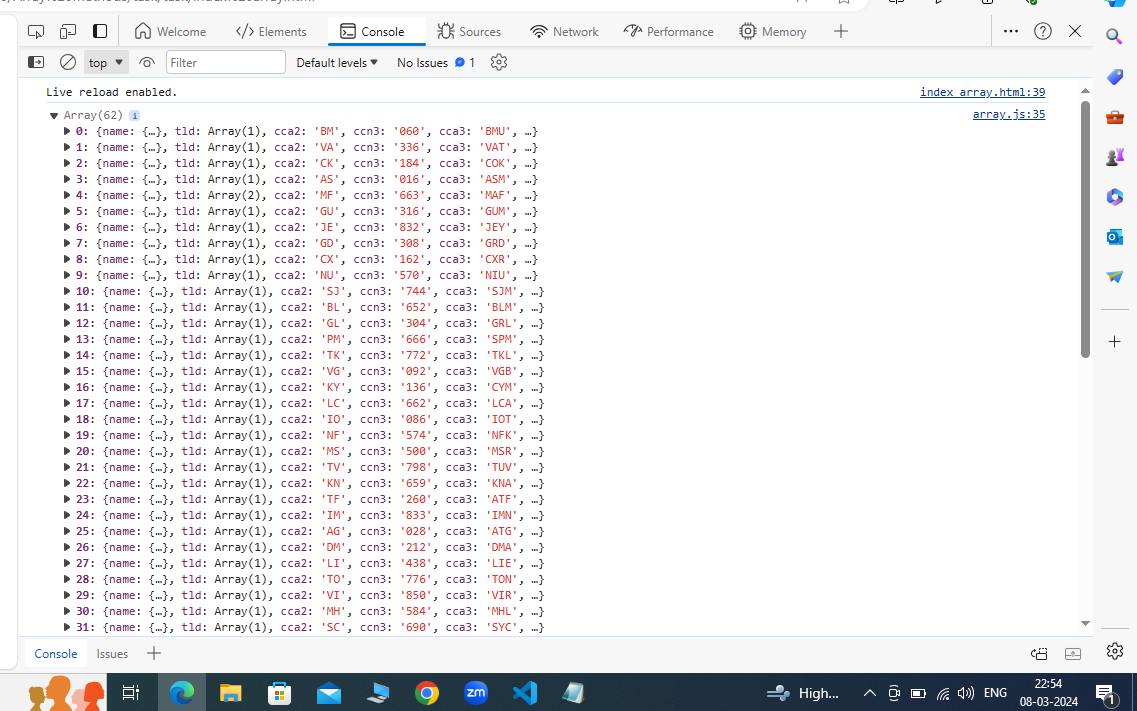 Welcome
Elements
Console
Sources
Network
Performance
Memory
top
Filter
Default levels
No Issues
1
Live reload enabled.
index array.html:39
Array(62) i
array.js:35
0: {name: {…}, tld: Array(1), cca2: 'BM', ccn3: '060', cca3: 'BMU', …}
1: {name: {…}, tld: Array(1), cca2: 'VA', ccn3: '336', cca3: 'VAT', …}
2: {name: {…}, tld: Array(1), cca2: 'CK', ccn3: '184', cca3: 'COK', …}
3: {name: {…}, tld: Array(1), cca2: 'AS', ccn3: '016', cca3: 'ASM', …}
4: {name: {…}, tld: Array(2), cca2: 'MF', ccn3: '663', cca3: 'MAF', …}
5: {name: {…}, tld: Array(1), cca2: 'GU', ccn3: '316', cca3: 'GUM', …}
6: {name: {…}, tld: Array(1), cca2: 'JE', ccn3: '832', cca3: 'JEY', …}
7: {name: {…}, tld: Array(1), cca2: 'GD', ccn3: '308', cca3: 'GRD', …}
8: {name: {…}, tld: Array(1), cca2: 'CX', ccn3: '162', cca3: 'CXR', …}
9: {name: {…}, tld: Array(1), cca2: 'NU', ccn3: '570', cca3: 'NIU', …}
10: {name: {…}, tld: Array(1), cca2: 'SJ', ccn3: '744', cca3: 'SJM', …}
11: {name: {…}, tld: Array(1), cca2: 'BL', ccn3: '652', cca3: 'BLM', …}
12: {name: {…}, tld: Array(1), cca2: 'GL', ccn3: '304', cca3: 'GRL', …}
13: {name: {…}, tld: Array(1), cca2: 'PM', ccn3: '666', cca3: 'SPM', …}
14: {name: {…}, tld: Array(1), cca2: 'TK', ccn3: '772', cca3: 'TKL', …}
15: {name: {…}, tld: Array(1), cca2: 'VG', ccn3: '092', cca3: 'VGB', …}
16: {name: {…}, tld: Array(1), cca2: 'KY', ccn3: '136', cca3: 'CYM', …}
17: {name: {…}, tld: Array(1), cca2: 'LC', ccn3: '662', cca3: 'LCA', …}
18: {name: {…}, tld: Array(1), cca2: 'IO', ccn3: '086', cca3: 'IOT', …}
19: {name: {…}, tld: Array(1), cca2: 'NF', ccn3: '574', cca3: 'NFK', …}
20: {name: {…}, tld: Array(1), cca2: 'MS', ccn3: '500', cca3: 'MSR', …}
21: {name: {…}, tld: Array(1), cca2: 'TV', ccn3: '798', cca3: 'TUV', …}
22: {name: {…}, tld: Array(1), cca2: 'KN', ccn3: '659', cca3: 'KNA', …}
23: {name: {…}, tld: Array(1), cca2: 'TF', ccn3: '260', cca3: 'ATF', …}
24: {name: {…}, tld: Array(1), cca2: 'IM', ccn3: '833', cca3: 'IMN', …}
25: {name: {…}, tld: Array(1), cca2: 'AG', ccn3: '028', cca3: 'ATG', …}
26: {name: {…}, tld: Array(1), cca2: 'DM', ccn3: '212', cca3: 'DMA', …}
27: {name: {…}, tld: Array(1), cca2: 'LI', ccn3: '438', cca3: 'LIE', …}
28: {name: {…}, tld: Array(1), cca2: 'TO', ccn3: '776', cca3: 'TON', …}
29: {name: {…}, tld: Array(1), cca2: 'VI', ccn3: '850', cca3: 'VIR', …}
30: {name: {…}, tld: Array(1), cca2: 'MH', ccn3: '584', cca3: 'MHL', …}
31: {name: {…}, tld: Array(1), cca2: 'SC', ccn3: '690', cca3: 'SYC', …}
Console
Issues
zm
High...
ENG
22:54
08-03-2024
1